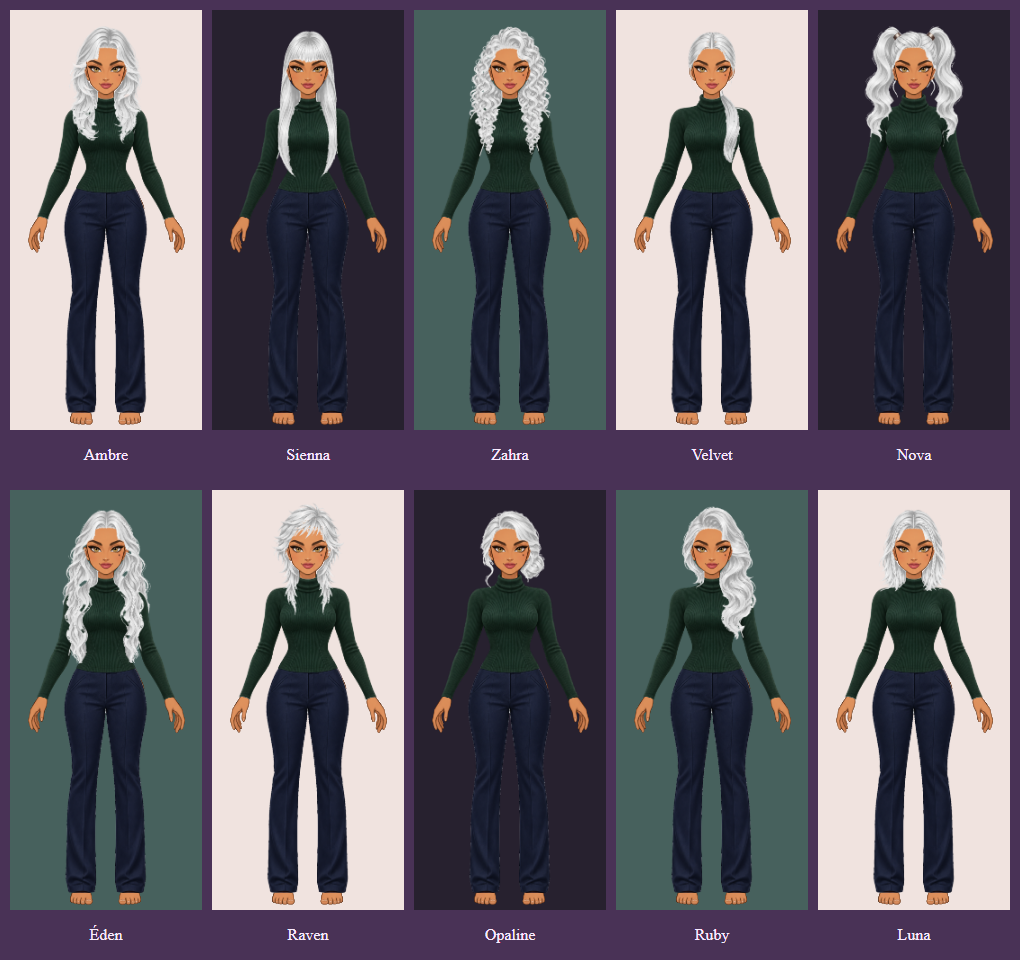 Ambre
Sienna
Zahra
Velvet
Nova
Éden
Raven
Opaline
Ruby
Luna